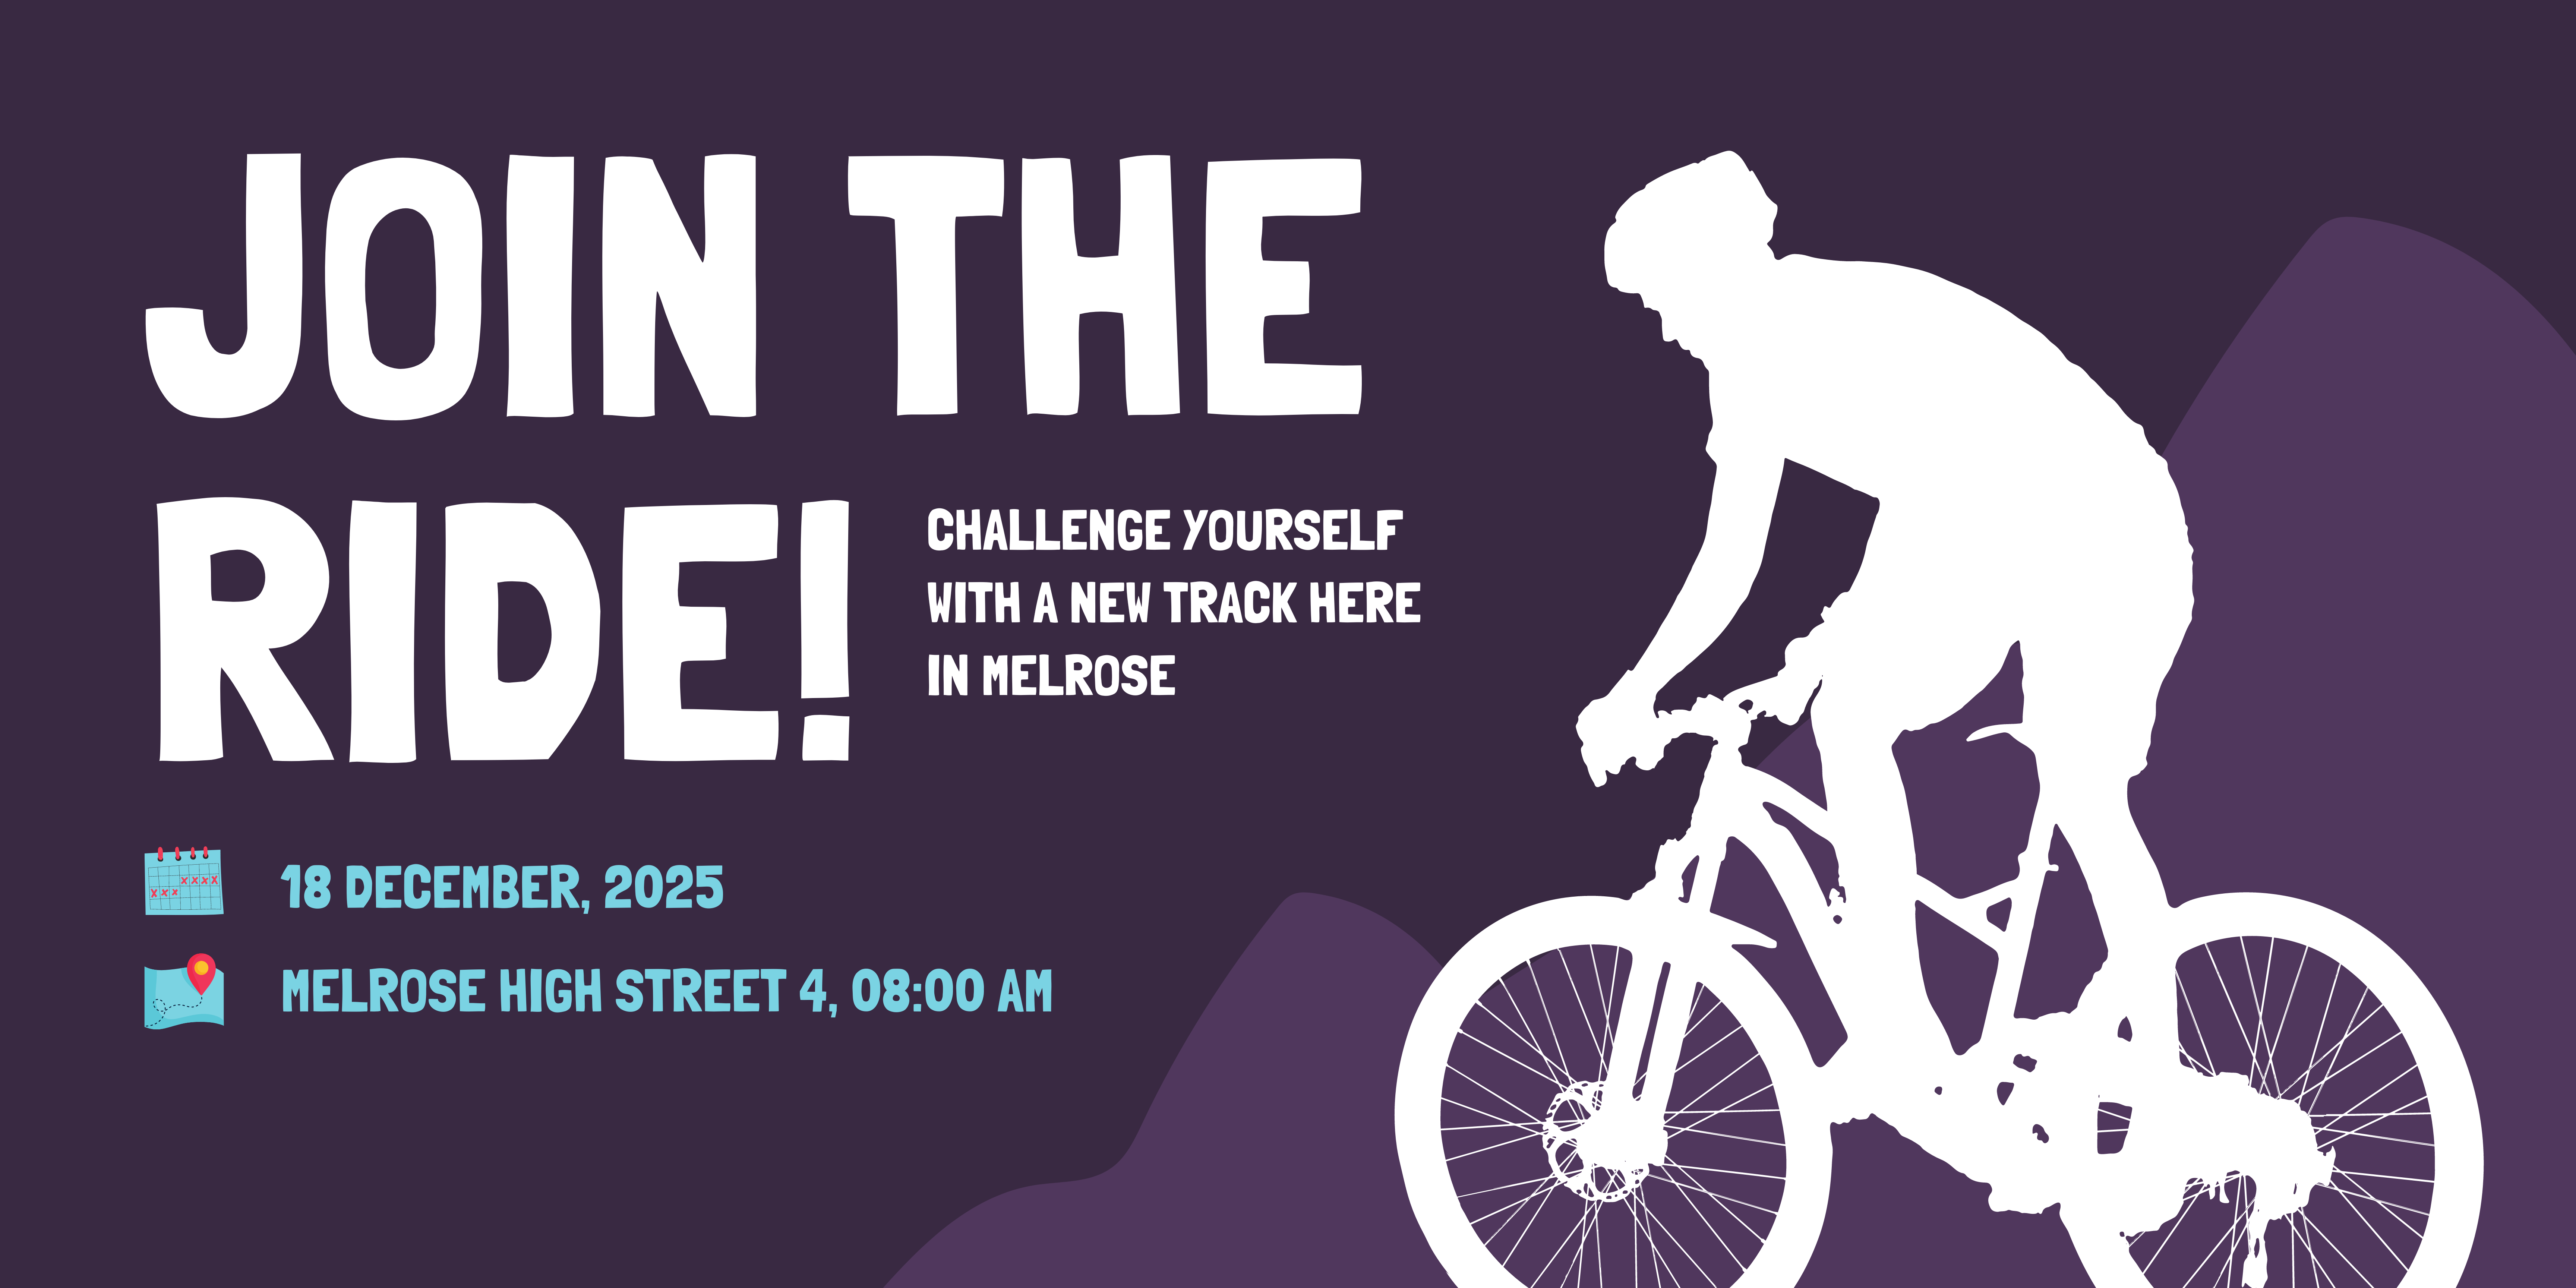 JOIN THE
RIDE!
CHALLENGE YOURSELF
WITH A NEW TRACK HERE
IN MELROSE
18 DECEMBER, 2025
MELROSE HIGH STREET 4, 08:00 AM